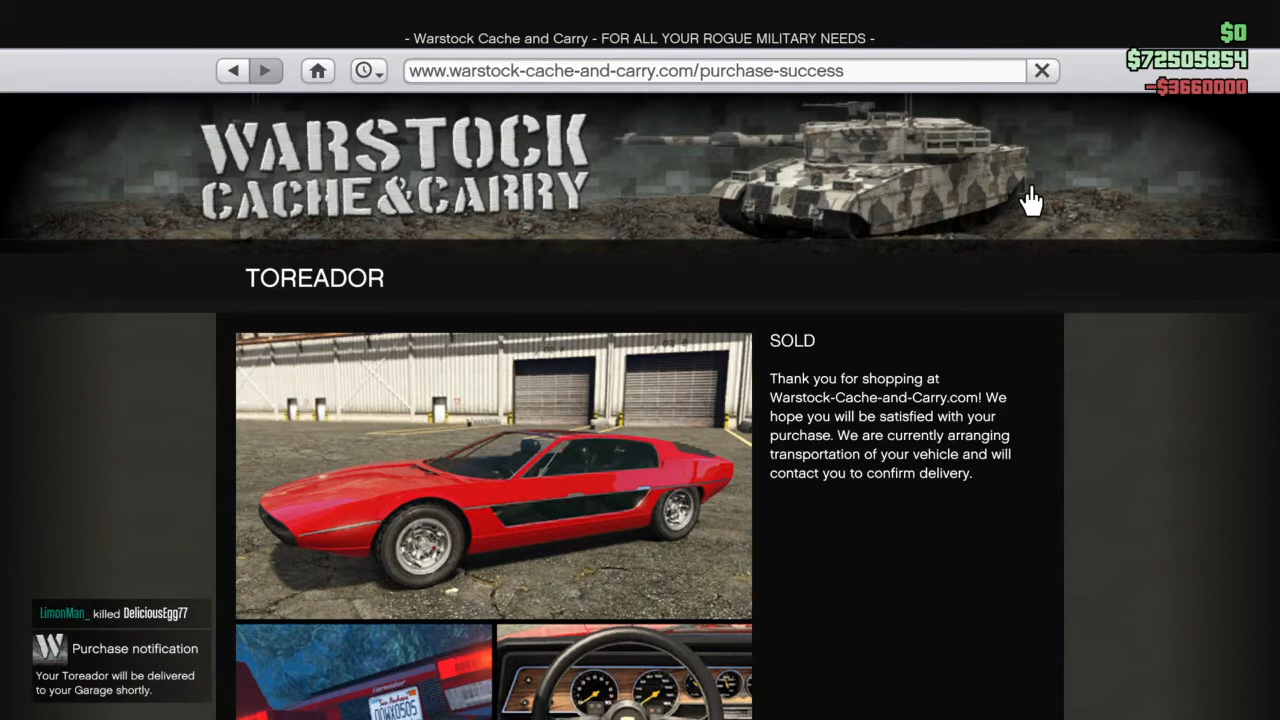 - Warstock Cache and Carry - FOR ALL YOUR ROGUE MILITARY NEEDS -
$0
$72505854
-$3660000
www.warstock-cache-and-carry.com/purchase-success
WARSTOCK
CACHE&CARRY
TOREADOR
SOLD
Thank you for shopping at
Warstock-Cache-and-Carry.com! We
hope you will be satisfied with your
purchase. We are currently arranging
transportation of your vehicle and will
contact you to confirm delivery.
LimonMan_ killed DeliciousEgg77
W
Purchase notification
Your Toreador will be delivered
to your Garage shortly.
Toreador
San Andreas